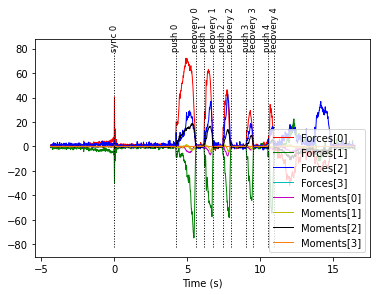 sync 0
push 0
recovery 0
push 1
recovery 1
push 2
recovery 2
push 3
recovery 3
push 4
recovery 4
80
60
40
20
0
−20
−40
−60
−80
Forces[0]
Forces[1]
Forces[2]
Forces[3]
Moments[0]
Moments[1]
Moments[2]
Moments[3]
−5
0
5
10
15
Time (s)